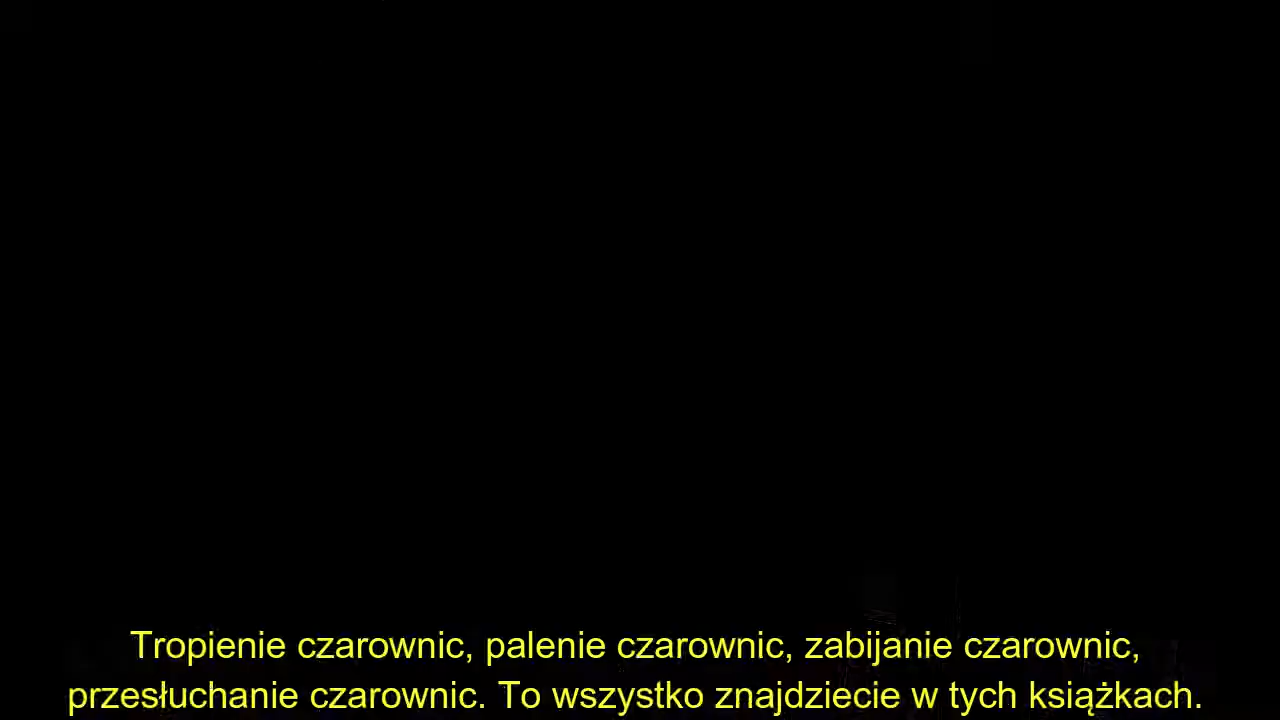 Tropienie czarownic, palenie czarownic, zabijanie czarownic,
przesłuchanie czarownic. To wszystko znajdziecie w tych książkach.